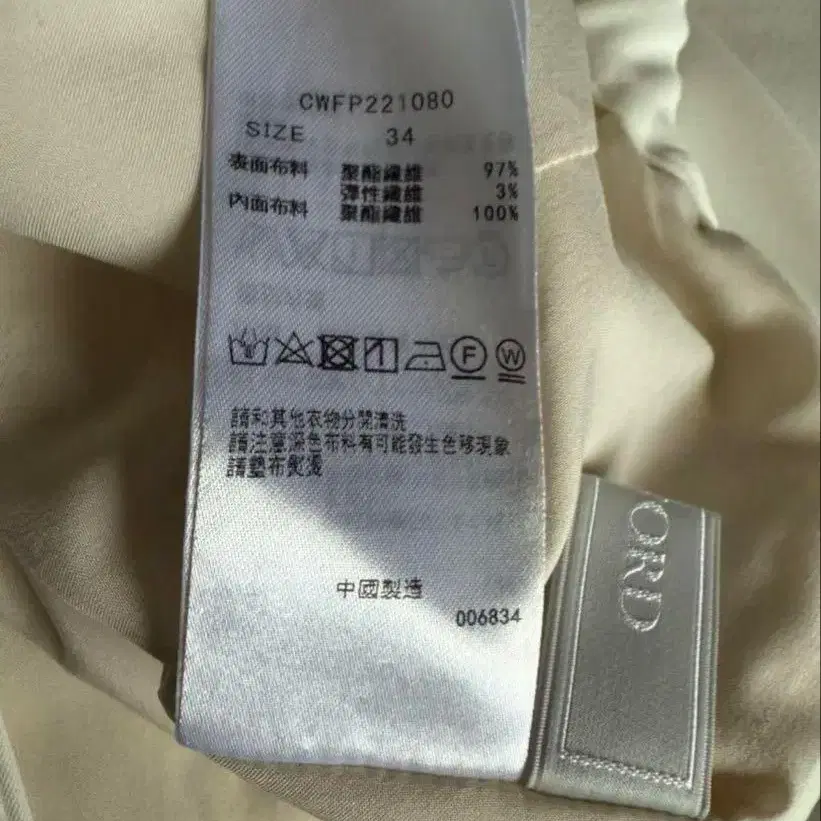 CWFP221080
SIZE 34
表面布料 聚酯纖維 97%
彈性纖維 3%
內面布料 聚酯纖維 100%
F W
請和其他衣物分開清洗
請注意深色布料有可能發生色移現象
請墊布熨燙
中國製造
006834
ORD